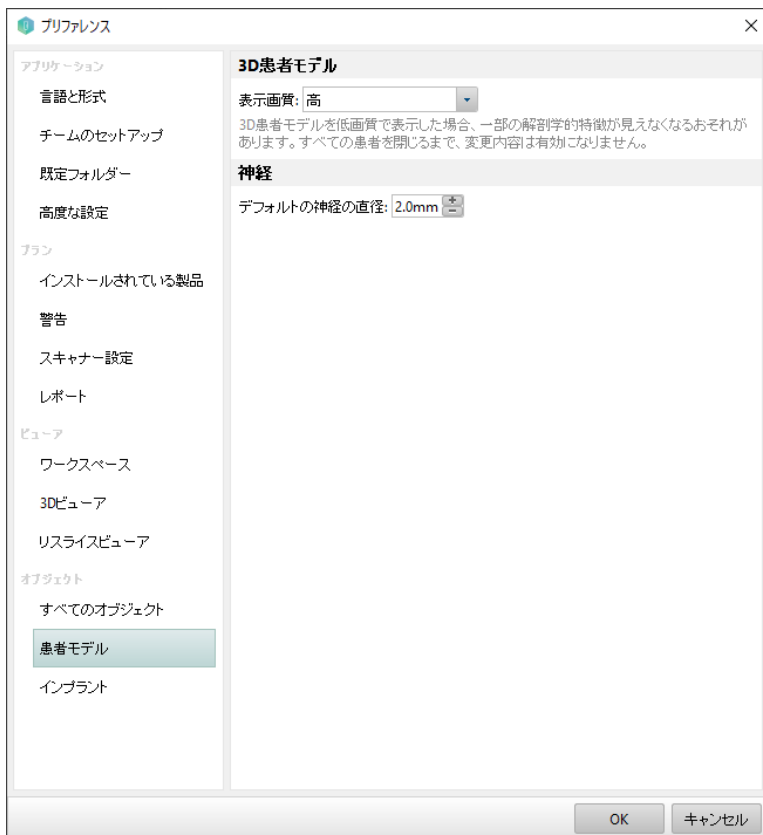 プリファレンス
アプリケーション
言語と形式
チームのセットアップ
既定フォルダー
高度な設定
プラン
インストールされている製品
警告
スキャナー設定
レポート
ビューア
ワークスペース
3Dビューア
リスライスビューア
オブジェクト
すべてのオブジェクト
患者モデル
インプラント
3D患者モデル
表示画質: 高
3D患者モデルを低画質で表示した場合、一部の解剖学的特徴が見えなくなるおそれが
あります。すべての患者を閉じるまで、変更内容は有効になりません。
神経
デフォルトの神経の直径: 2.0mm
OK
キャンセル